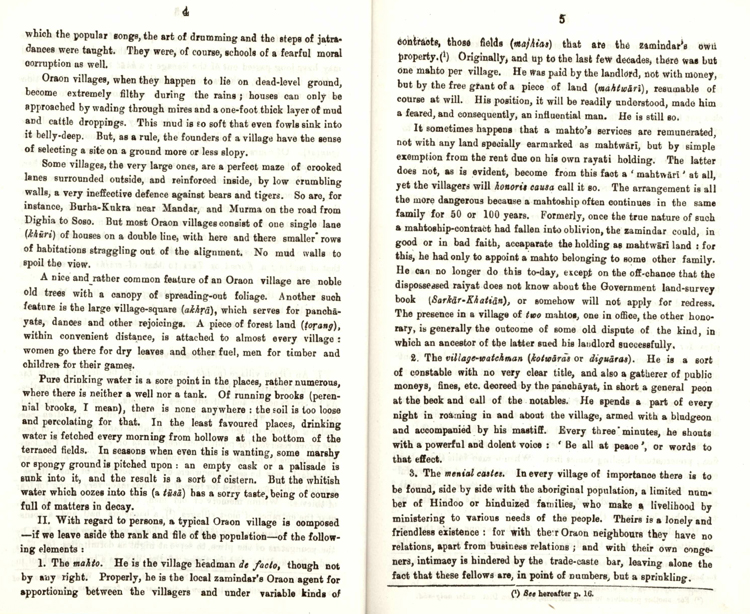 4
which the popular songs, the art of drumming and the steps of jatra-
dances were taught. They were, of course, schools of a fearful moral
corruption as well.
Oraon villages, when they happen to lie on dead-level ground,
become extremely filthy during the rains; houses can only be
approached by wading through mires and a one-foot thick layer of mud
and cattle droppings. This mud is so soft that even fowls sink into
it belly-deep. But, as a rule, the founders of a village have the sense
of selecting a site on a ground more or less slopy.
Some villages, the very large ones, are a perfect maze of crooked
lanes surrounded outside, and reinforced inside, by low crumbling
walls, a very ineffective defence against bears and tigers. So are, for
instance, Burha-Kukra near Mandar, and Murma on the road from
Dighia to Soso. But most Oraon villages consist of one single lane
(khūri) of houses on a double line, with here and there smaller rows
of habitations straggling out of the alignment. No mud walls to
spoil the view.
A nice and rather common feature of an Oraon village are noble
old trees with a canopy of spreading-out foliage. Another such
feature is the large village-square (akhṛā), which serves for panchā-
yats, dances and other rejoicings. A piece of forest land (toṛang),
within convenient distance, is attached to almost every village:
women go there for dry leaves and other fuel, men for timber and
children for their games.
Pure drinking water is a sore point in the places, rather numerous,
where there is neither a well nor a tank. Of running brooks (peren-
nial brooks, I mean), there is none anywhere: the soil is too loose
and percolating for that. In the least favoured places, drinking
water is fetched every morning from hollows at the bottom of the
terraced fields. In seasons when even this is wanting, some marshy
or spongy ground is pitched upon: an empty cask or a palisade is
sunk into it, and the result is a sort of cistern. But the whitish
water which oozes into this (a tūsā) has a sorry taste, being of course
full of matters in decay.
II. With regard to persons, a typical Oraon village is composed
—if we leave aside the rank and file of the population—of the follow-
ing elements:
1. The mahto. He is the village headman de facto, though not
by any right. Properly, he is the local zamindar's Oraon agent for
apportioning between the villagers and under variable kinds of
5
contracts, those fields (majhias) that are the zamindar's own
property.(¹) Originally, and up to the last few decades, there was but
one mahto per village. He was paid by the landlord, not with money,
but by the free grant of a piece of land (mahtwārī), resumable of
course at will. His position, it will be readily understood, made him
a feared, and consequently, an influential man. He is still so.
It sometimes happens that a mahto's services are remunerated,
not with any land specially earmarked as mahtwārī, but by simple
exemption from the rent due on his own rayati holding. The latter
does not, as is evident, become from this fact a 'mahtwārī' at all,
yet the villagers will honoris causa call it so. The arrangement is all
the more dangerous because a mahtoship often continues in the same
family for 50 or 100 years. Formerly, once the true nature of such
a mahtoship-contract had fallen into oblivion, the zamindar could, in
good or in bad faith, accaparate the holding as mahtwārī land: for
this, he had only to appoint a mahto belonging to some other family.
He can no longer do this to-day, except on the off-chance that the
dispossessed raiyat does not know about the Government land-survey
book (Sarkār-Khatiān), or somehow will not apply for redress.
The presence in a village of two mahtos, one in office, the other hono-
rary, is generally the outcome of some old dispute of the kind, in
which an ancestor of the latter sued his landlord successfully.
2. The village-watchman (kotwārās or diguāras). He is a sort
of constable with no very clear title, and also a gatherer of public
moneys, fines, etc. decreed by the panchāyat, in short a general peon
at the beck and call of the notables. He spends a part of every
night in roaming in and about the village, armed with a bludgeon
and accompanied by his mastiff. Every three minutes, he shouts
with a powerful and dolent voice: 'Be all at peace', or words to
that effect.
3. The menial castes. In every village of importance there is to
be found, side by side with the aboriginal population, a limited num-
ber of Hindoo or hinduized families, who make a livelihood by
ministering to various needs of the people. Theirs is a lonely and
friendless existence: for with their Oraon neighbours they have no
relations, apart from business relations; and with their own conge-
ners, intimacy is hindered by the trade-caste bar, leaving alone the
fact that these fellows are, in point of numbers, but a sprinkling.
(¹) See hereafter p. 16.